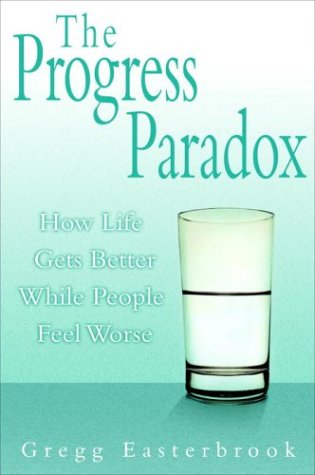 The
Progress
Paradox
How Life
Gets Better
While People
Feel Worse
Gregg Easterbrook